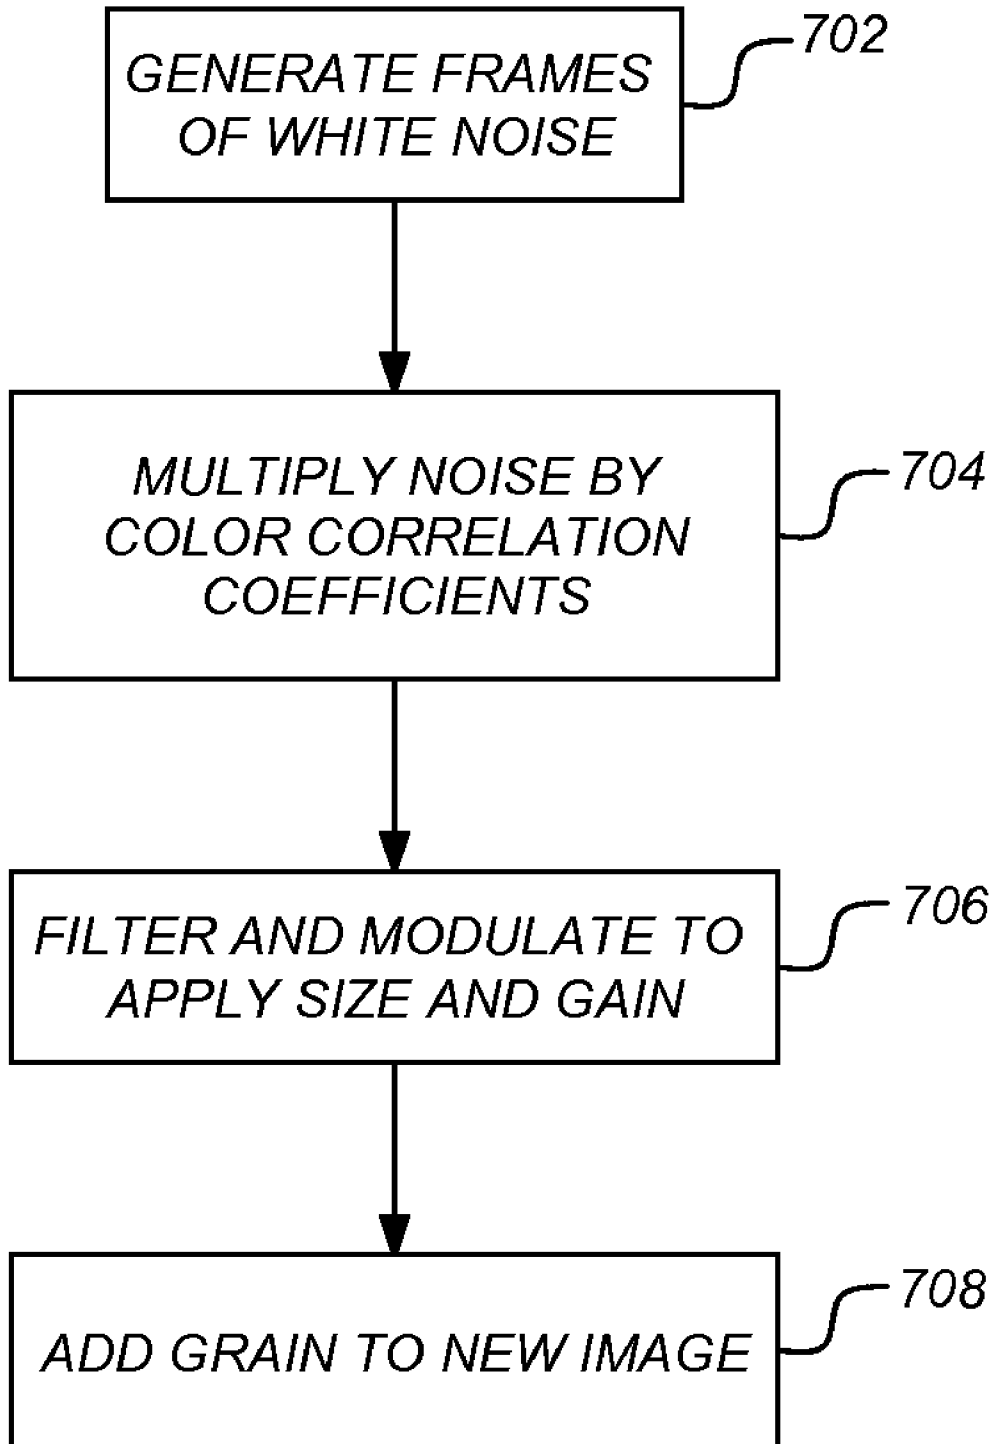 702
GENERATE FRAMES
OF WHITE NOISE
704
MULTIPLY NOISE BY
COLOR CORRELATION
COEFFICIENTS
706
FILTER AND MODULATE TO
APPLY SIZE AND GAIN
708
ADD GRAIN TO NEW IMAGE